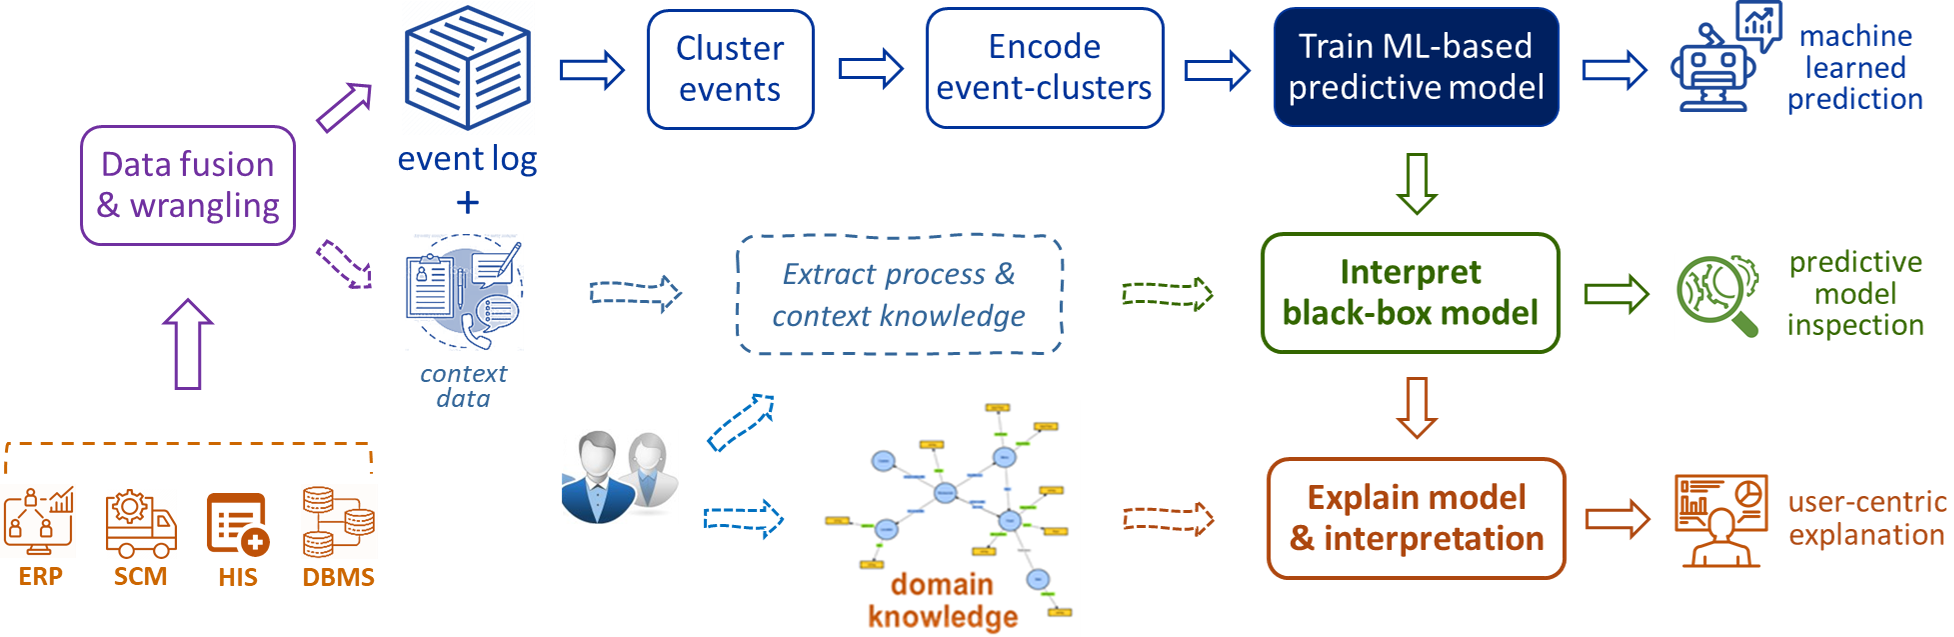 Cluster
events
Encode
event-clusters
Train ML-based
predictive model
machine
learned
prediction
Data fusion
& wrangling
event log
+
context
data
Extract process &
context knowledge
Interpret
black-box model
predictive
model
inspection
ERP
SCM
HIS
DBMS
domain
knowledge
Explain model
& interpretation
user-centric
explanation